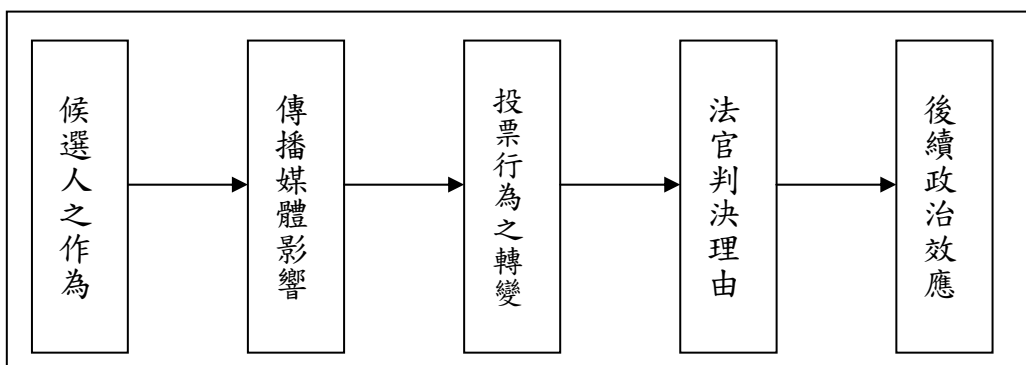 候選人之作為
傳播媒體影響
投票行為之轉變
法官判決理由
後續政治效應